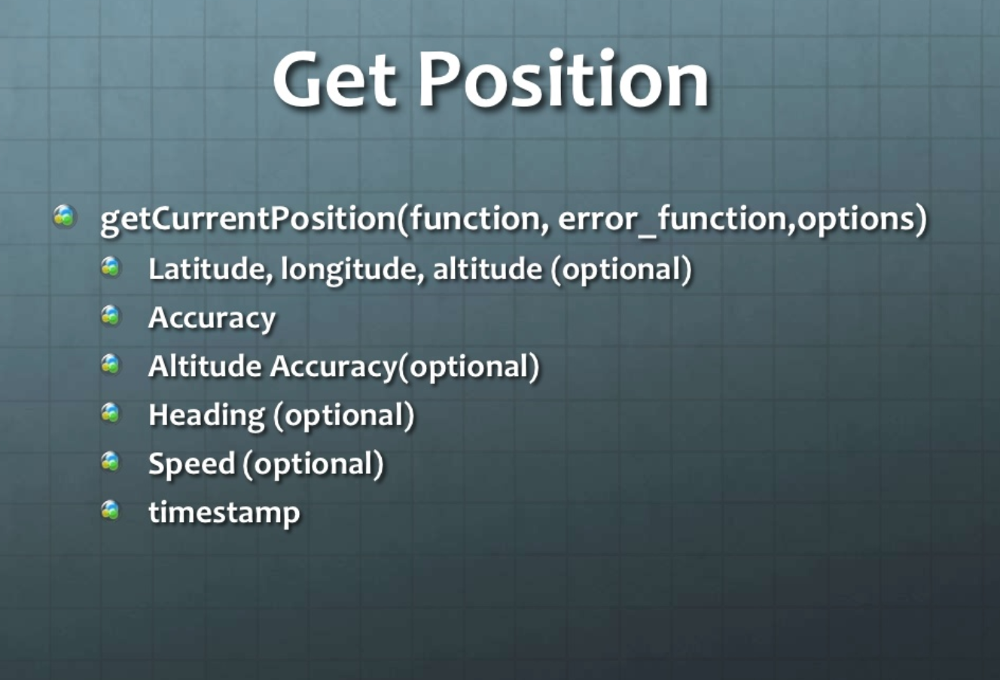 Get Position
getCurrentPosition(function, error_function,options)
Latitude, longitude, altitude (optional)
Accuracy
Altitude Accuracy(optional)
Heading (optional)
Speed (optional)
timestamp